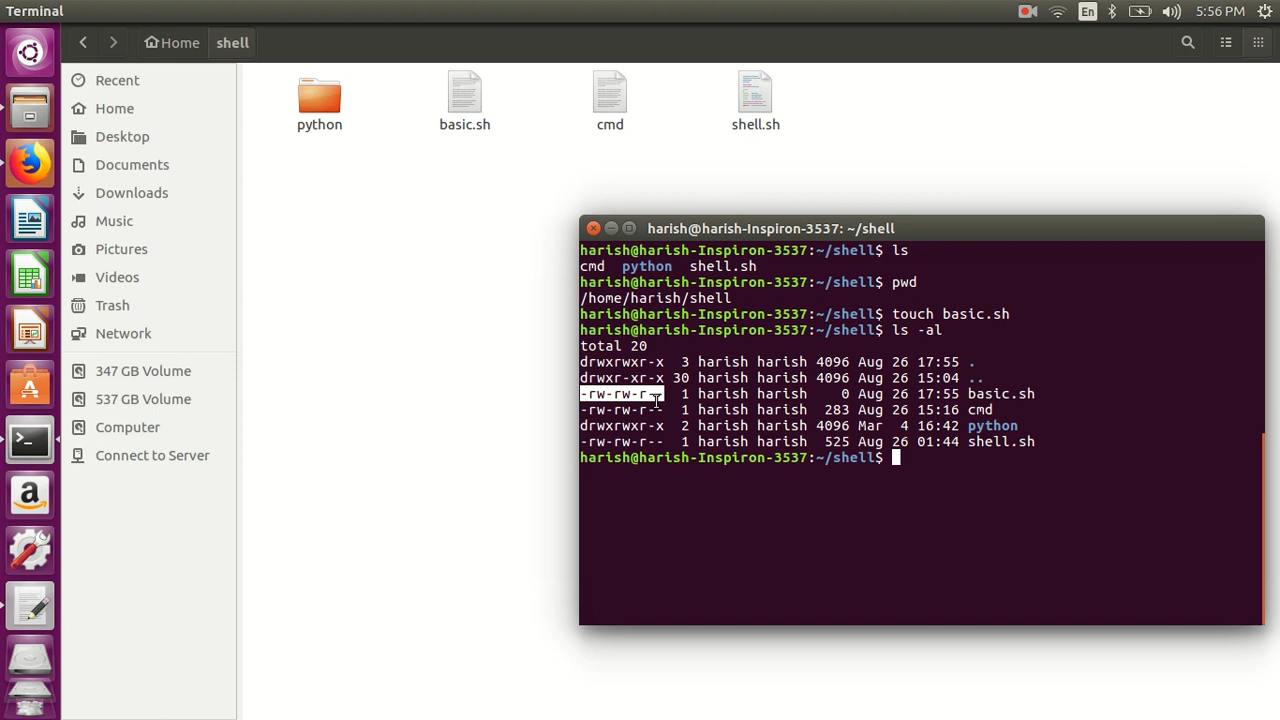 Terminal
En
5:56 PM
Home
shell
Recent
Home
Desktop
Documents
Downloads
Music
Pictures
Videos
Trash
Network
347 GB Volume
537 GB Volume
Computer
Connect to Server
python
basic.sh
cmd
shell.sh
harish@harish-Inspiron-3537: ~/shell
harish@harish-Inspiron-3537:~/shell$ ls
cmd  python  shell.sh
harish@harish-Inspiron-3537:~/shell$ pwd
/home/harish/shell
harish@harish-Inspiron-3537:~/shell$ touch basic.sh
harish@harish-Inspiron-3537:~/shell$ ls -al
total 20
drwxrwxr-x  3 harish harish 4096 Aug 26 17:55 .
drwxr-xr-x 30 harish harish 4096 Aug 26 15:04 ..
-rw-rw-r--  1 harish harish    0 Aug 26 17:55 basic.sh
-rw-rw-r--  1 harish harish  283 Aug 26 15:16 cmd
drwxrwxr-x  2 harish harish 4096 Mar  4 16:42 python
-rw-rw-r--  1 harish harish  525 Aug 26 01:44 shell.sh
harish@harish-Inspiron-3537:~/shell$